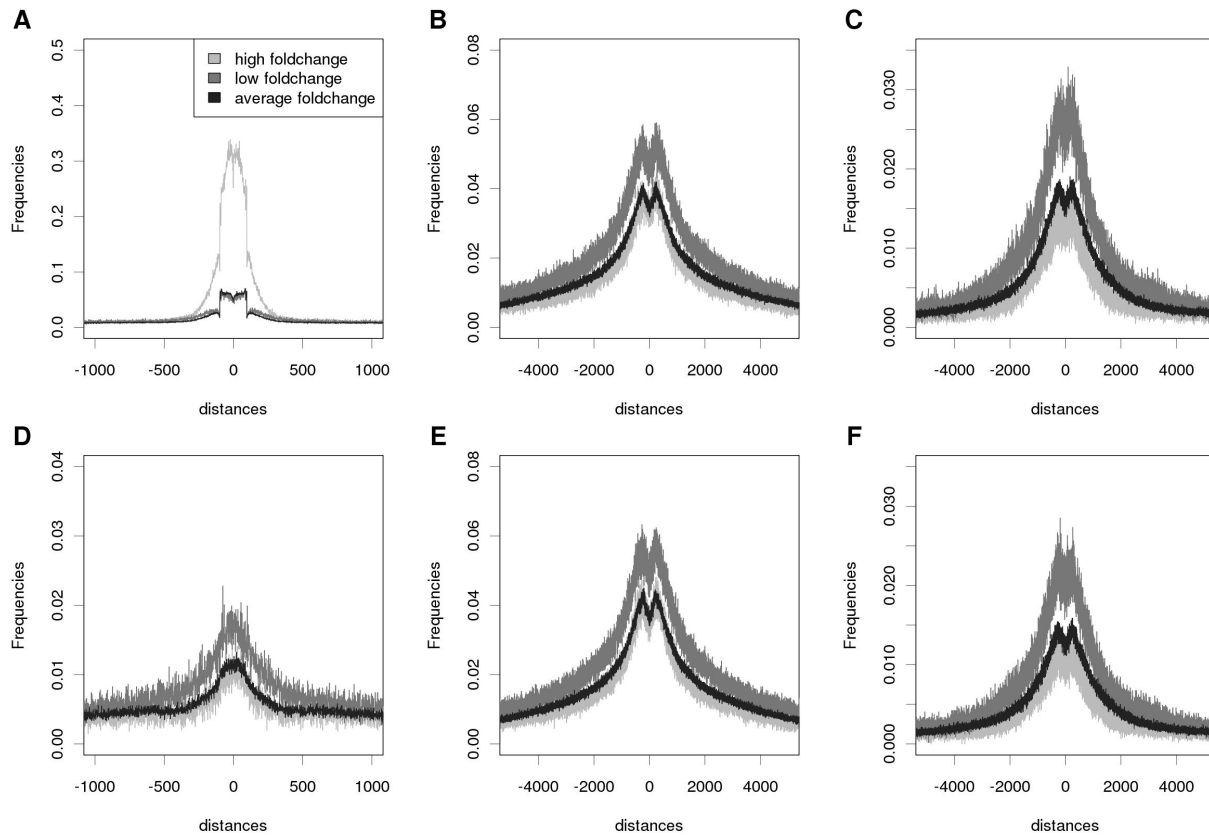 A
Frequencies
0.5
0.4
0.3
0.2
0.1
0.0
high foldchange
low foldchange
average foldchange
-1000 -500 0 500 1000
distances
B
Frequencies
0.08
0.06
0.04
0.02
0.00
-4000 -2000 0 2000 4000
distances
C
Frequencies
0.030
0.020
0.010
0.000
-4000 -2000 0 2000 4000
distances
D
Frequencies
0.04
0.03
0.02
0.01
0.00
-1000 -500 0 500 1000
distances
E
Frequencies
0.08
0.06
0.04
0.02
0.00
-4000 -2000 0 2000 4000
distances
F
Frequencies
0.030
0.020
0.010
0.000
-4000 -2000 0 2000 4000
distances